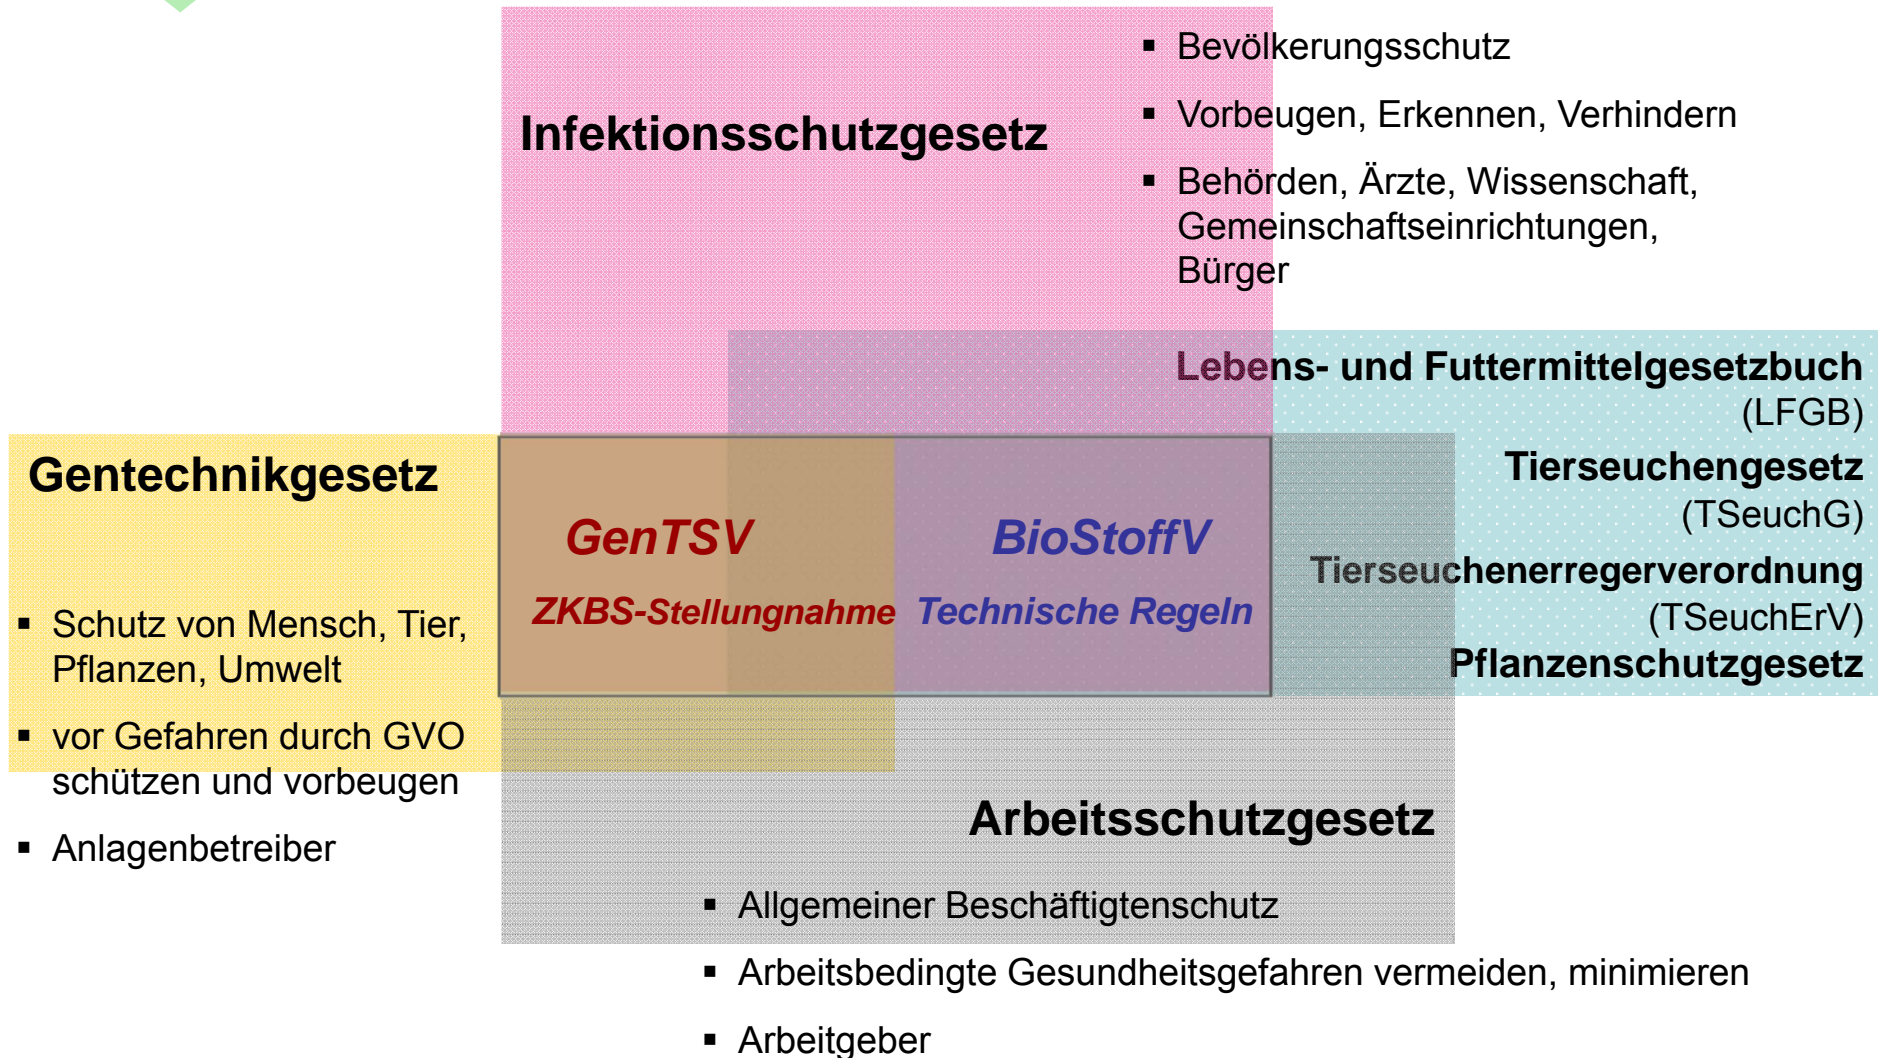 ▪ Bevölkerungsschutz
Infektionsschutzgesetz
▪ Vorbeugen, Erkennen, Verhindern
▪ Behörden, Ärzte, Wissenschaft,
Gemeinschaftseinrichtungen,
Bürger
Lebens- und Futtermittelgesetzbuch
(LFGB)
Tierseuchengesetz
(TSeuchG)
Tierseuchenerregerverordnung
(TSeuchErV)
Pflanzenschutzgesetz
Gentechnikgesetz
▪ Schutz von Mensch, Tier,
Pflanzen, Umwelt
▪ vor Gefahren durch GVO
schützen und vorbeugen
▪ Anlagenbetreiber
GenTSV
ZKBS-Stellungnahme
BioStoffV
Technische Regeln
Arbeitsschutzgesetz
▪ Allgemeiner Beschäftigtenschutz
▪ Arbeitsbedingte Gesundheitsgefahren vermeiden, minimieren
▪ Arbeitgeber